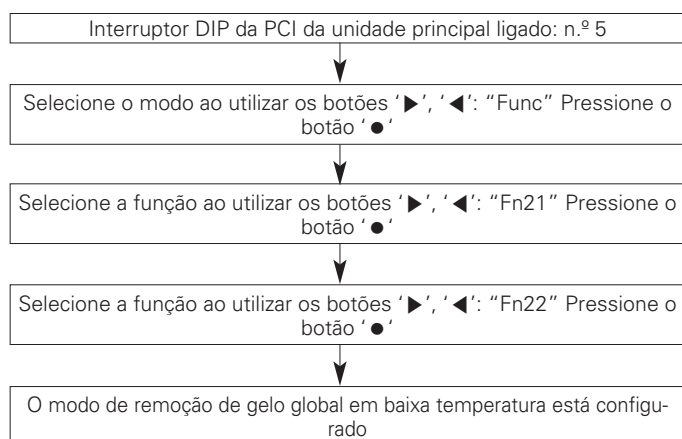 Interruptor DIP da PCI da unidade principal ligado: n.º 5
Selecione o modo ao utilizar os botões ‘▶’, ‘◀’: “Func” Pressione o
botão ‘●‘
Selecione a função ao utilizar os botões ‘▶’, ‘◀’: “Fn21” Pressione o
botão ‘●‘
Selecione a função ao utilizar os botões ‘▶’, ‘◀’: “Fn22” Pressione o
botão ‘●‘
O modo de remoção de gelo global em baixa temperatura está configu-
rado